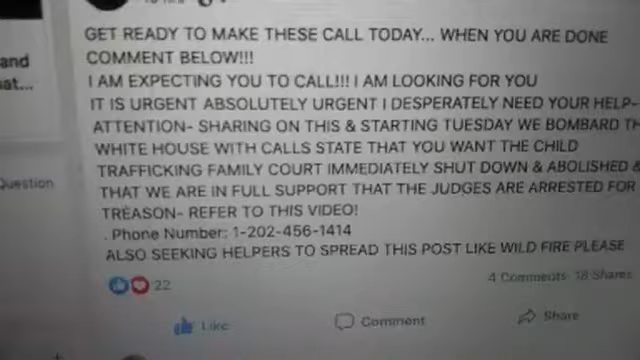 GET READY TO MAKE THESE CALL TODAY... WHEN YOU ARE DONE
COMMENT BELOW!!!
and
I AM EXPECTING YOU TO CALL!!! I AM LOOKING FOR YOU
at...
IT IS URGENT ABSOLUTELY URGENT I DESPERATELY NEED YOUR HELP-
ATTENTION- SHARING ON THIS & STARTING TUESDAY WE BOMBARD TH
WHITE HOUSE WITH CALLS STATE THAT YOU WANT THE CHILD
TRAFFICKING FAMILY COURT IMMEDIATELY SHUT DOWN & ABOLISHED &
Question
THAT WE ARE IN FULL SUPPORT THAT THE JUDGES ARE ARRESTED FOR
TREASON- REFER TO THIS VIDEO!
. Phone Number: 1-202-456-1414
ALSO SEEKING HELPERS TO SPREAD THIS POST LIKE WILD FIRE PLEASE
22
4 Comments 18 Shares
Like Comment Share